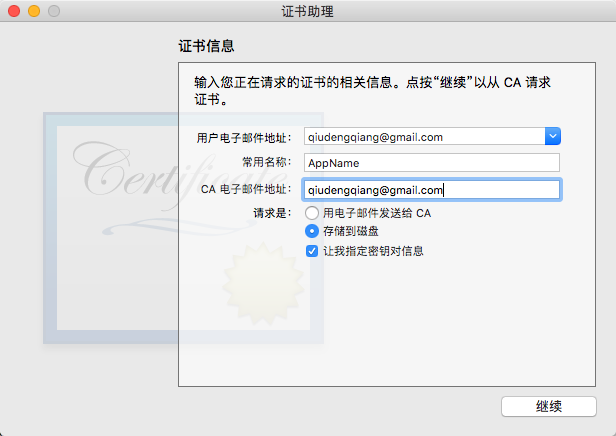 证书助理
证书信息
输入您正在请求的证书的相关信息。点按“继续”以从 CA 请求
证书。
用户电子邮件地址: qiudengqiang@gmail.com
常用名称: AppName
CA 电子邮件地址: qiudengqiang@gmail.com
请求是: 用电子邮件发送给 CA
存储到磁盘
让我指定密钥对信息
Certificate
继续